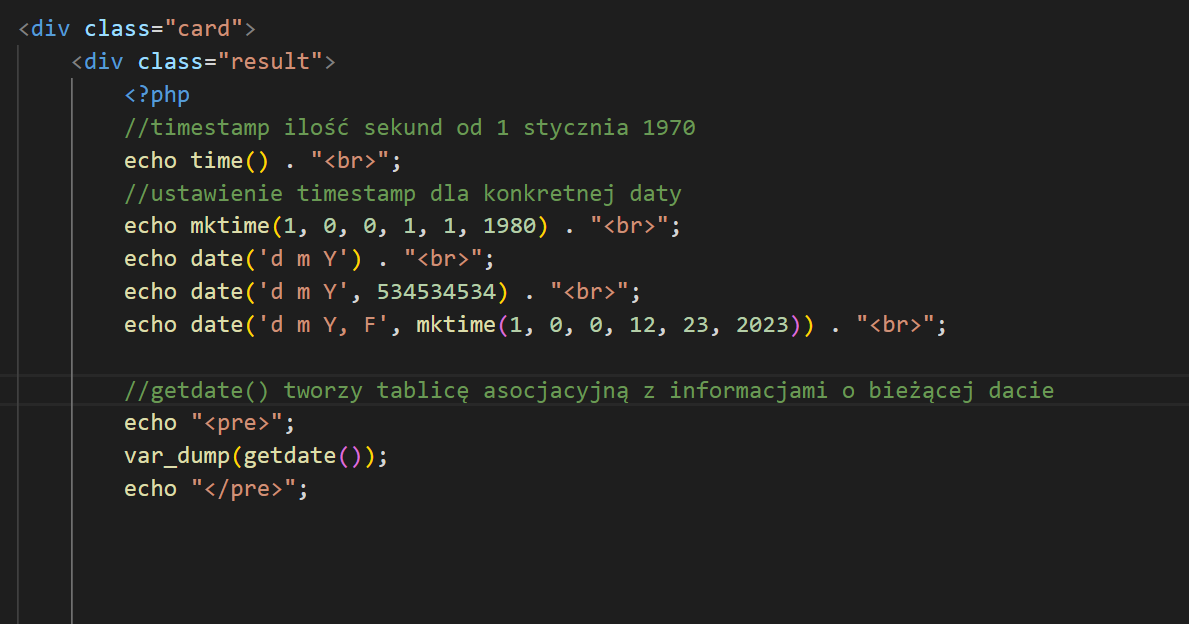 <div class="card">
<div class="result">
<?php
//timestamp ilość sekund od 1 stycznia 1970
echo time() . "<br>";
//ustawienie timestamp dla konkretnej daty
echo mktime(1, 0, 0, 1, 1, 1980) . "<br>";
echo date('d m Y') . "<br>";
echo date('d m Y', 534534534) . "<br>";
echo date('d m Y, F', mktime(1, 0, 0, 12, 23, 2023)) . "<br>";
//getdate() tworzy tablicę asocjacyjną z informacjami o bieżącej dacie
echo "<pre>";
var_dump(getdate());
echo "</pre>";